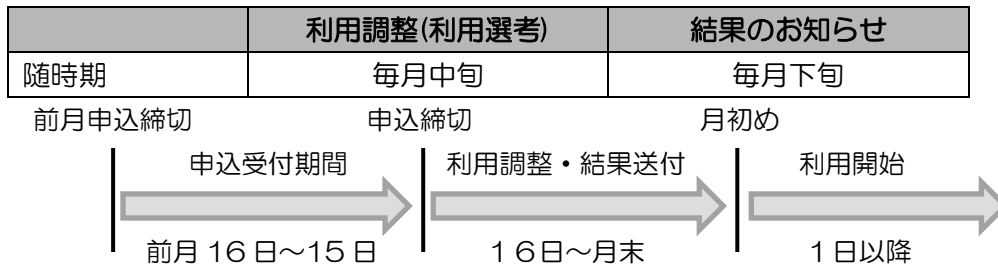 利用調整(利用選考) 結果のお知らせ
随時期 毎月中旬 毎月下旬
前月申込締切 申込締切 月初め
申込受付期間 利用調整・結果送付 利用開始
前月16日～15日 １６日～月末 １日以降